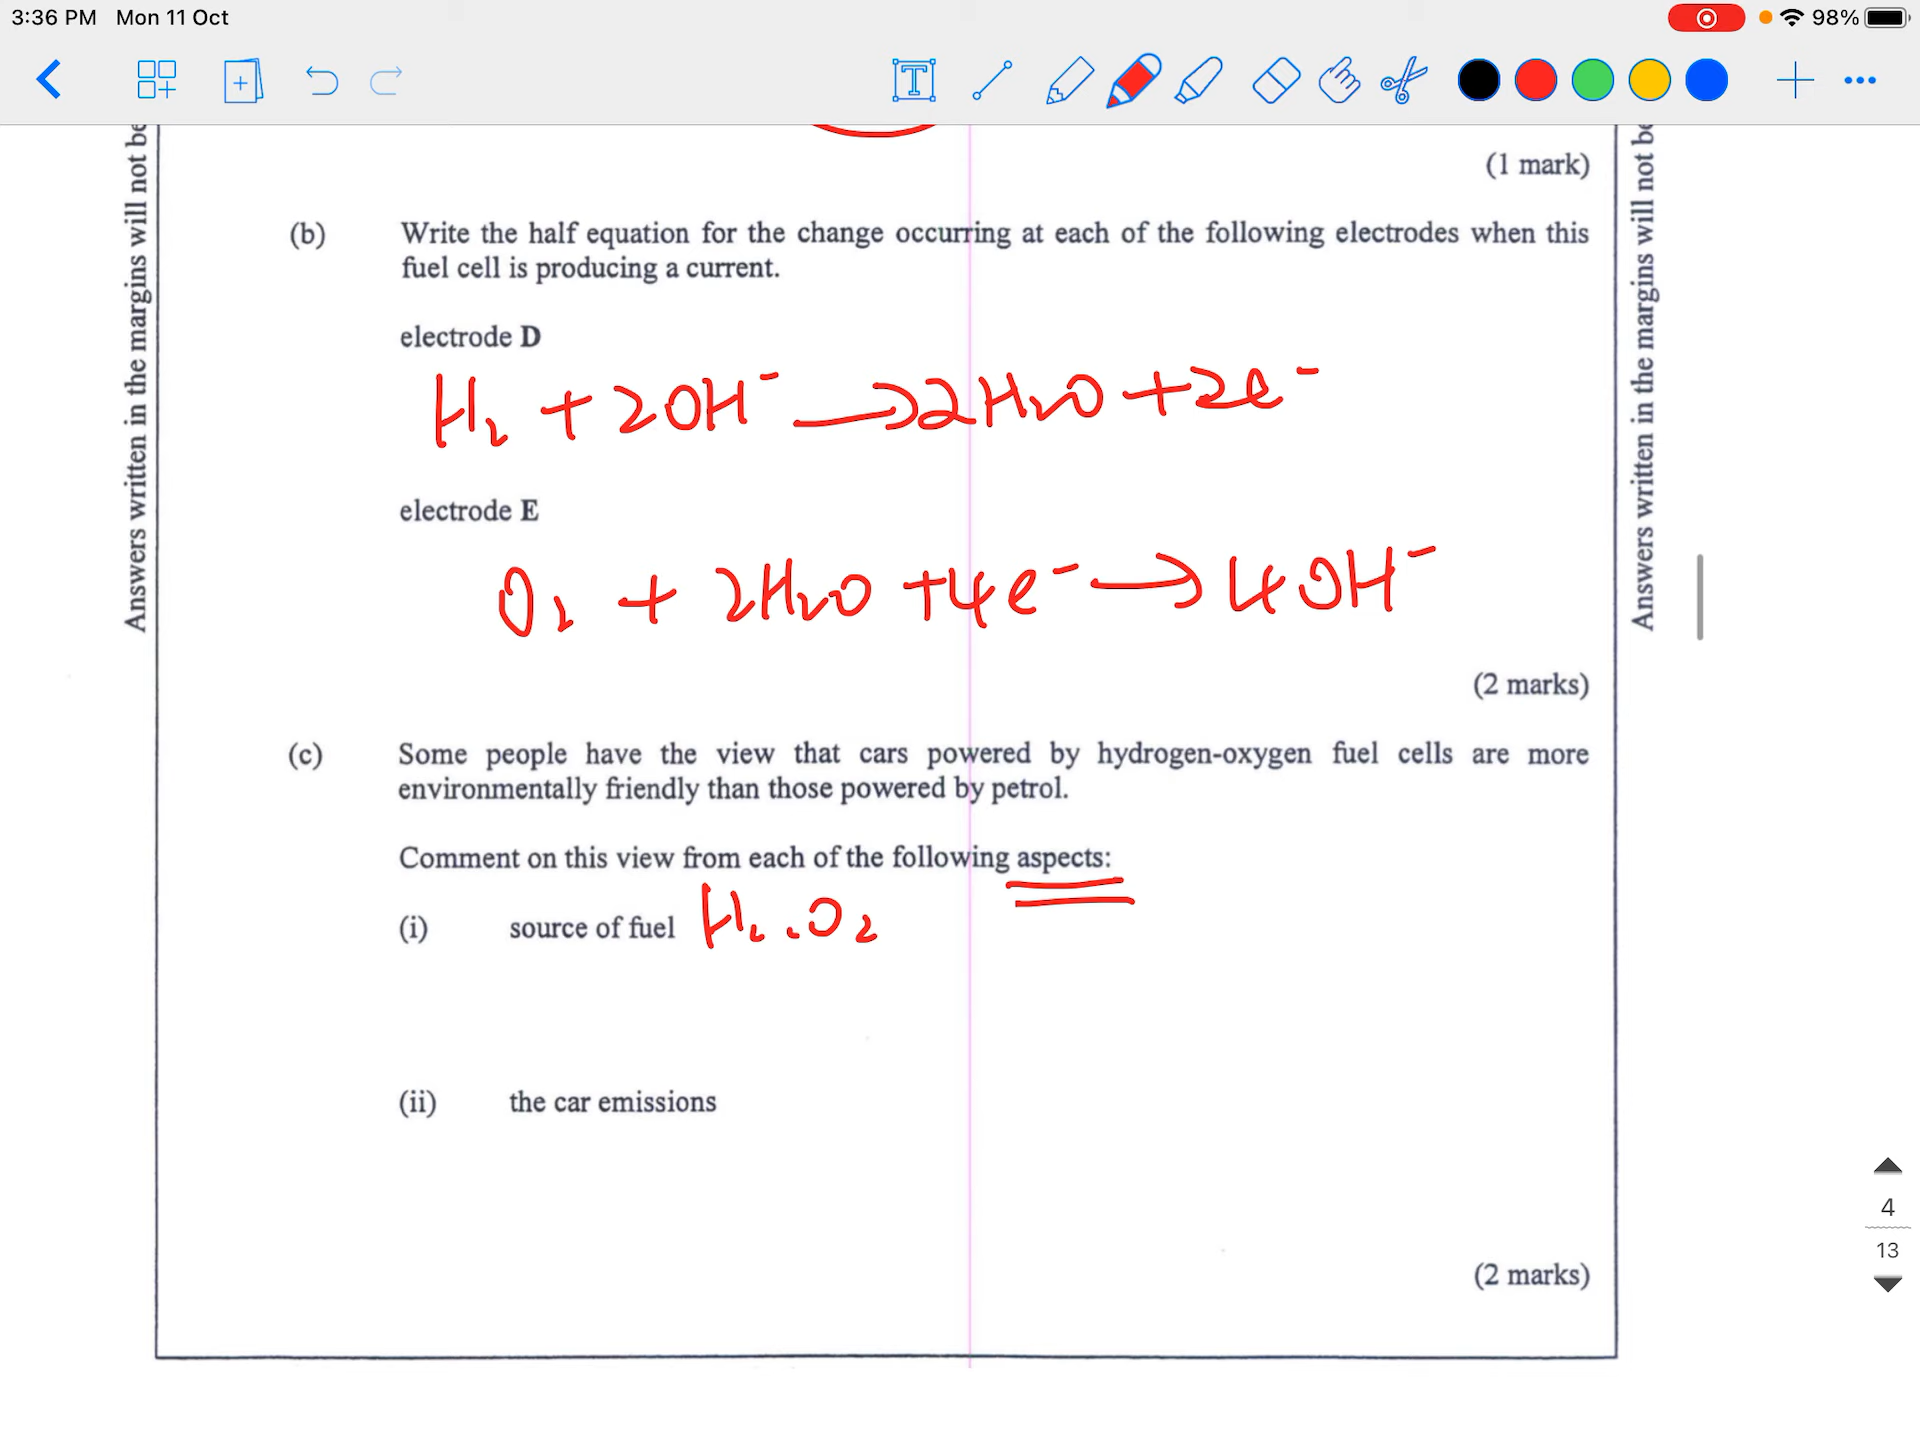 3:36 PM Mon 11 Oct 98%
(1 mark)
(b) Write the half equation for the change occurring at each of the following electrodes when this
fuel cell is producing a current.
electrode D
H₂ + 2OH⁻ → 2H₂O + 2e⁻
electrode E
O₂ + 2H₂O + 4e⁻ → 4OH⁻
(2 marks)
(c) Some people have the view that cars powered by hydrogen-oxygen fuel cells are more
environmentally friendly than those powered by petrol.
Comment on this view from each of the following aspects:
(i) source of fuel H₂ . O₂
(ii) the car emissions
(2 marks)
Answers written in the margins will not be
Answers written in the margins will not be
4
13